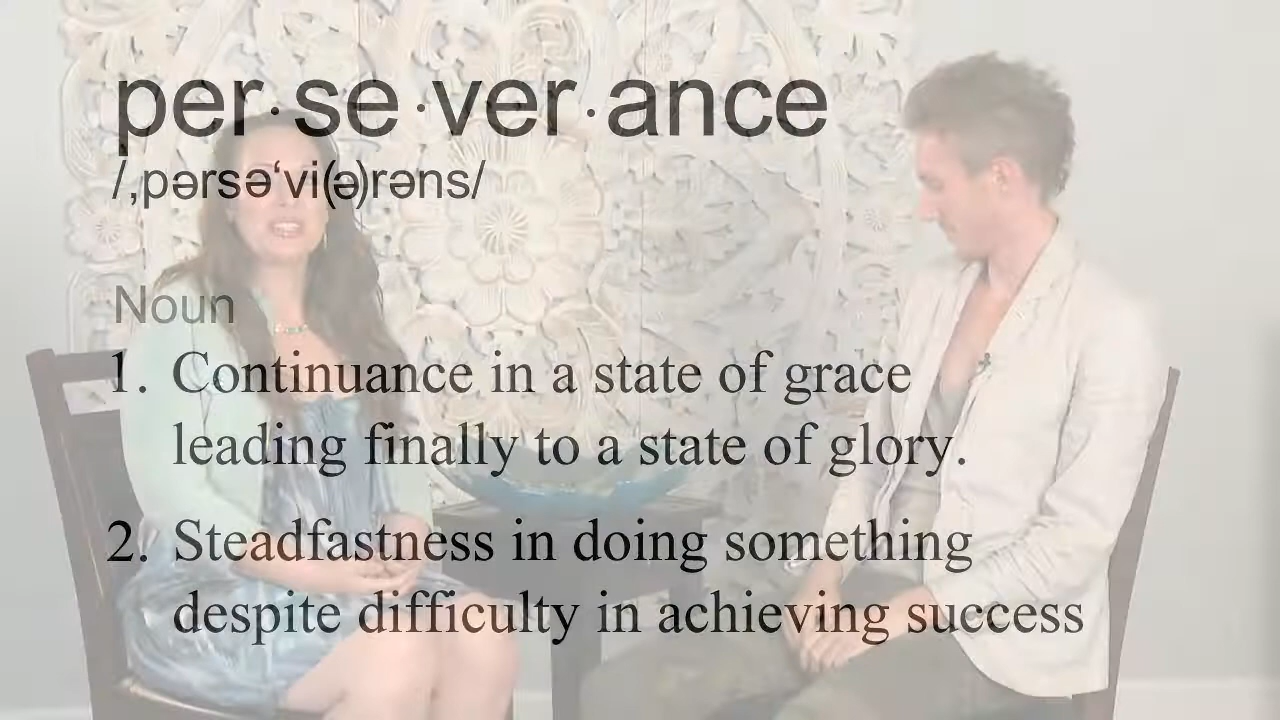 per·se·ver·ance
/ˌpərsəˈvi(ə)rəns/
Noun
1. Continuance in a state of grace
leading finally to a state of glory.
2. Steadfastness in doing something
despite difficulty in achieving success